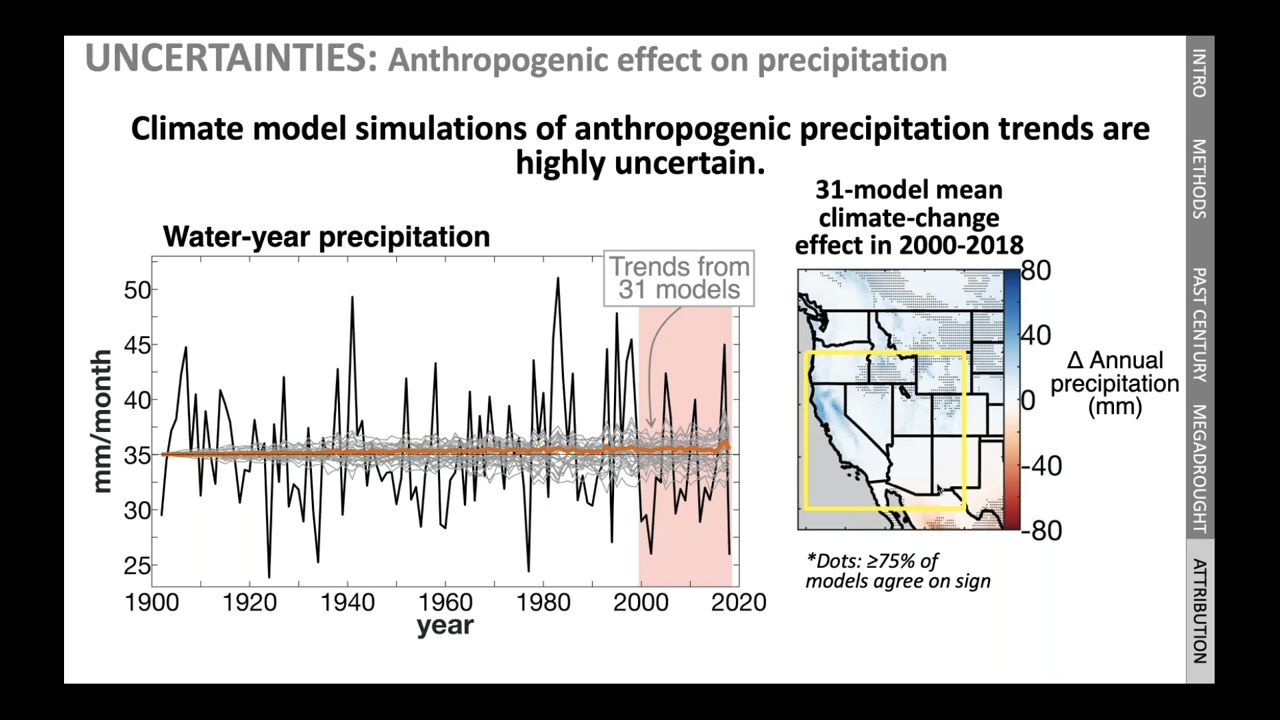 UNCERTAINTIES: Anthropogenic effect on precipitation
Climate model simulations of anthropogenic precipitation trends are
highly uncertain.
Water-year precipitation
Trends from
31 models
50
45
40
35
30
25
mm/month
1900
1920
1940
1960
1980
2000
2020
year
31-model mean
climate-change
effect in 2000-2018
80
40
0
-40
-80
Δ Annual
precipitation
(mm)
*Dots: ≥75% of
models agree on sign
INTRO
METHODS
PAST CENTURY
MEGADROUGHT
ATTRIBUTION